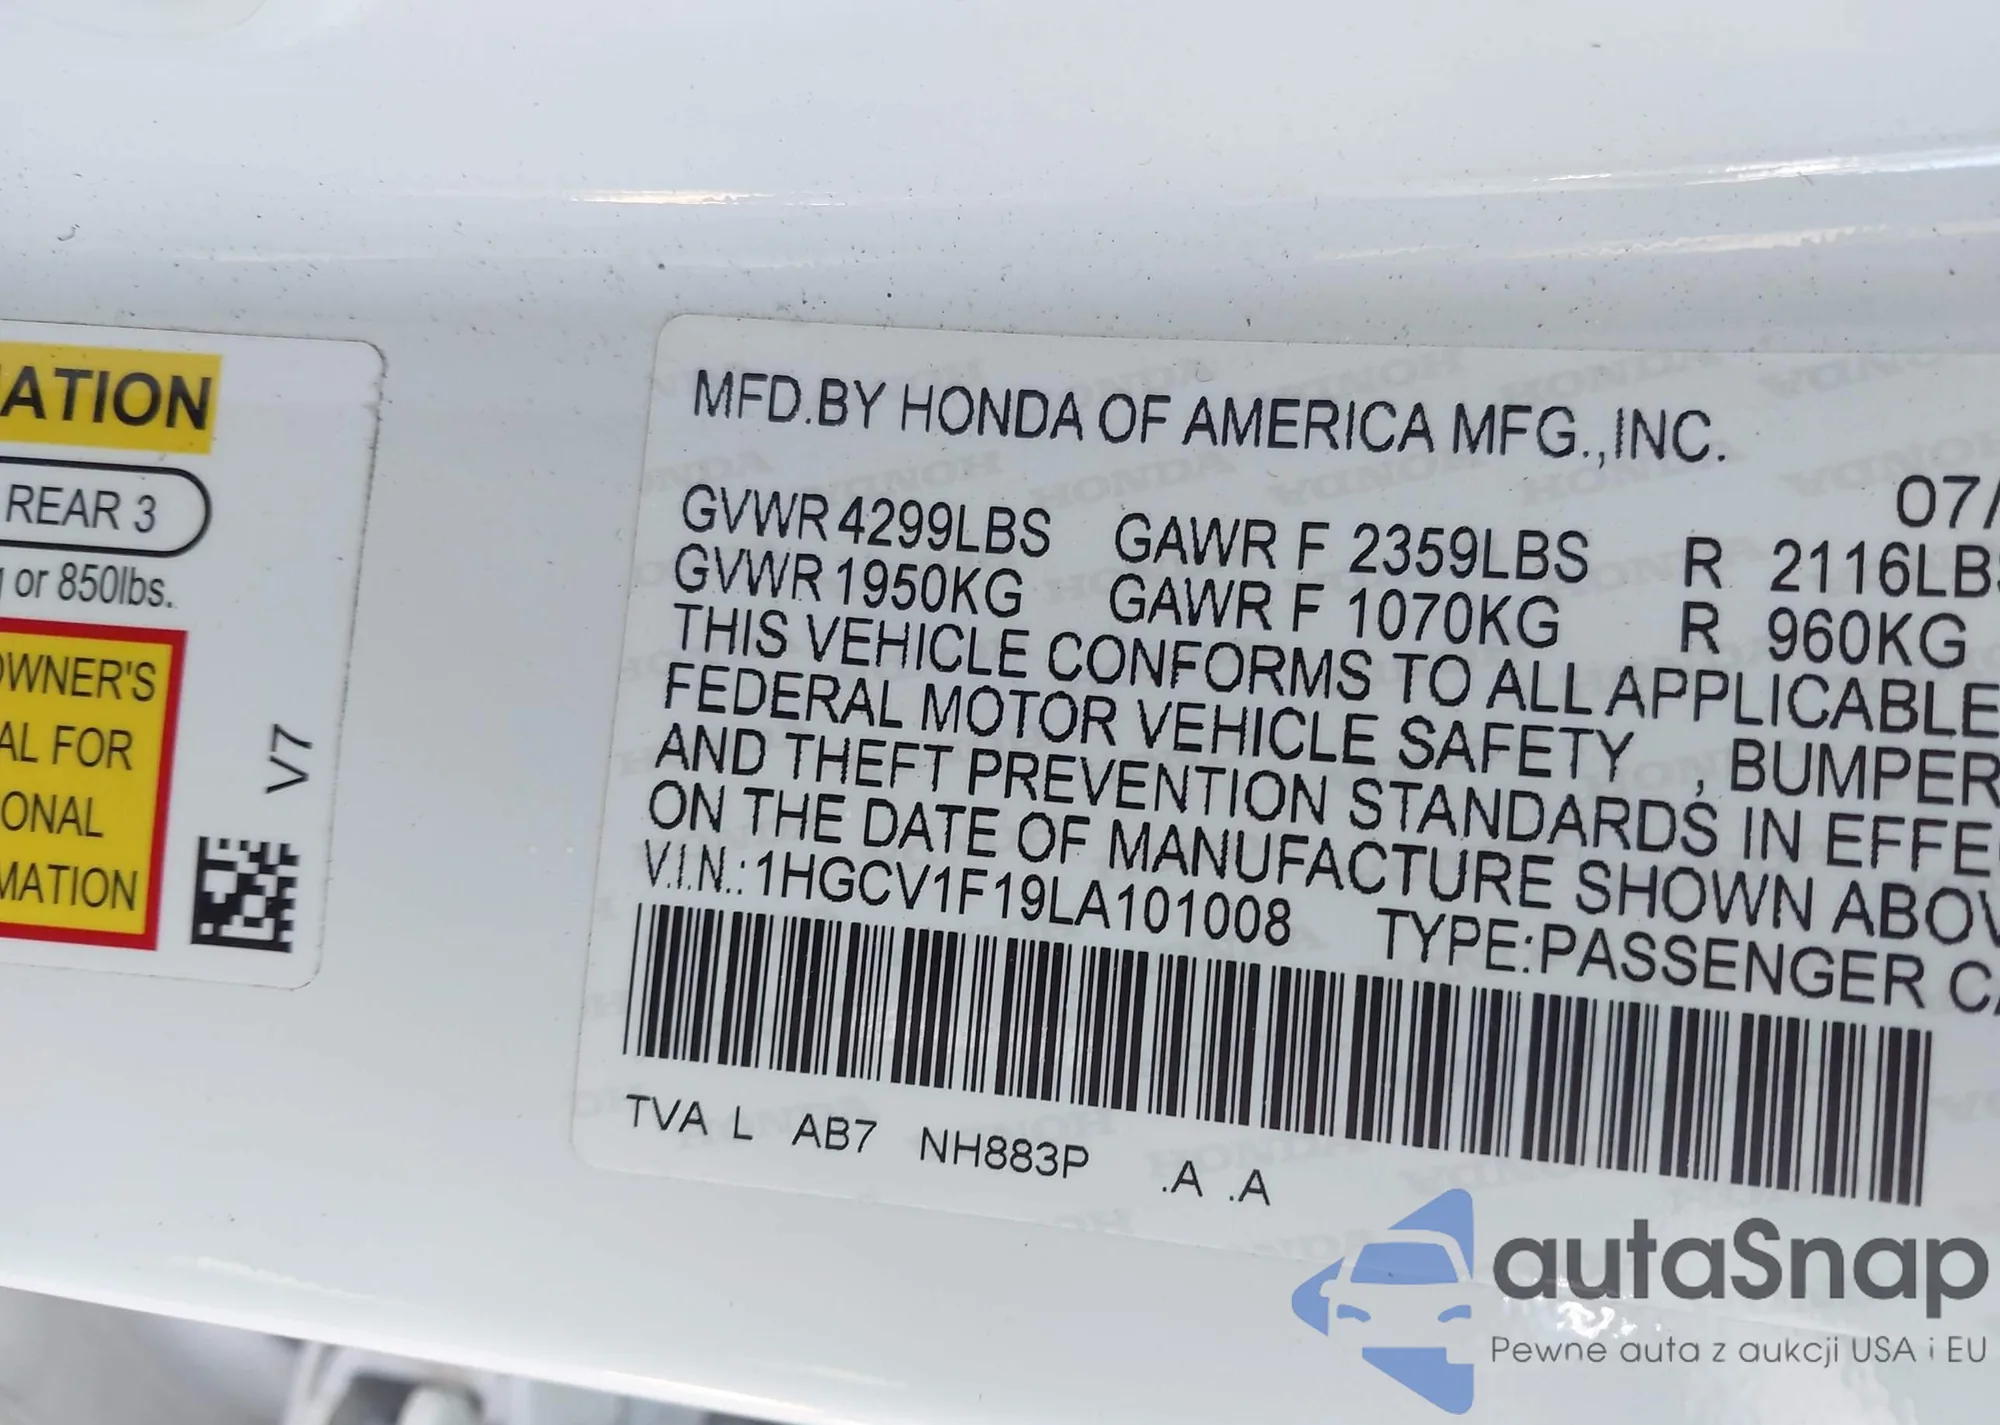 ATION
REAR 3
or 850lbs.
OWNER'S
AL FOR
ONAL
MATION
V7
MFD.BY HONDA OF AMERICA MFG.,INC.
07/
GVWR 4299LBS GAWR F 2359LBS R 2116LBS
GVWR 1950KG GAWR F 1070KG R 960KG
THIS VEHICLE CONFORMS TO ALL APPLICABLE
FEDERAL MOTOR VEHICLE SAFETY , BUMPER
AND THEFT PREVENTION STANDARDS IN EFFE
ON THE DATE OF MANUFACTURE SHOWN ABOV
V.I.N.:1HGCV1F19LA101008 TYPE:PASSENGER CA
TVA L AB7 NH883P .A .A
autaSnap
Pewne auta z aukcji USA i EU